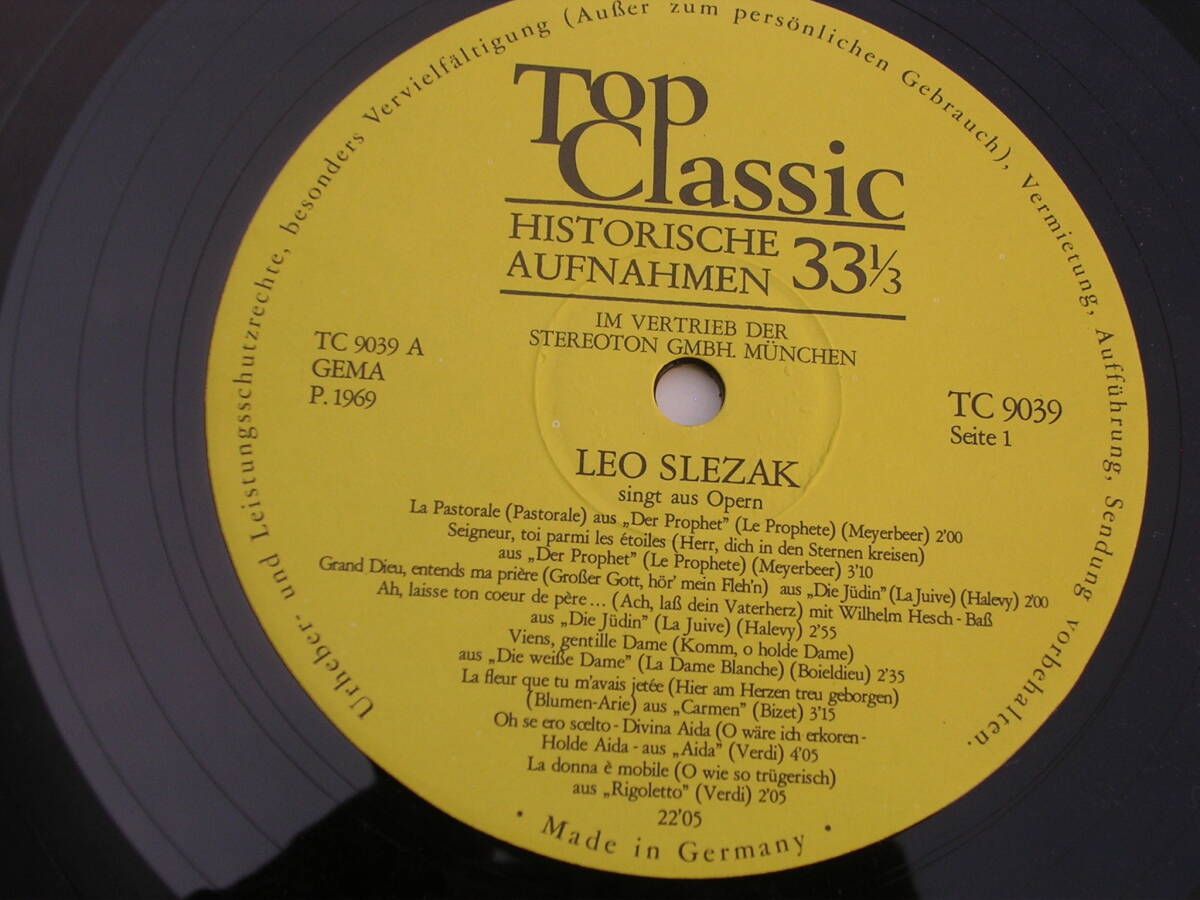 Urheber- und Leistungsschutzrechte, besonders Vervielfältigung (Außer zum persönlichen Gebrauch), Vermietung, Aufführung, Sendung vorbehalten.
Top
Classic
HISTORISCHE
AUFNAHMEN 33⅓
IM VERTRIEB DER
STEREOTON GMBH. MÜNCHEN
TC 9039 A
GEMA
P. 1969
TC 9039
Seite 1
LEO SLEZAK
singt aus Opern
La Pastorale (Pastorale) aus „Der Prophet" (Le Prophete) (Meyerbeer) 2'00
Seigneur, toi parmi les étoiles (Herr, dich in den Sternen kreisen)
aus „Der Prophet" (Le Prophete) (Meyerbeer) 3'10
Grand Dieu, entends ma prière (Großer Gott, hör' mein Fleh'n) aus „Die Jüdin" (La Juive) (Halevy) 2'00
Ah, laisse ton coeur de père... (Ach, laß dein Vaterherz) mit Wilhelm Hesch - Baß
aus „Die Jüdin" (La Juive) (Halevy) 2'55
Viens, gentille Dame (Komm, o holde Dame)
aus „Die weiße Dame" (La Dame Blanche) (Boieldieu) 2'35
La fleur que tu m'avais jetée (Hier am Herzen treu geborgen)
(Blumen-Arie) aus „Carmen" (Bizet) 3'15
Oh se ero scelto - Divina Aida (O wäre ich erkoren-
Holde Aida - aus „Aida" (Verdi) 4'05
La donna è mobile (O wie so trügerisch)
aus „Rigoletto" (Verdi) 2'05
22'05
• Made in Germany •